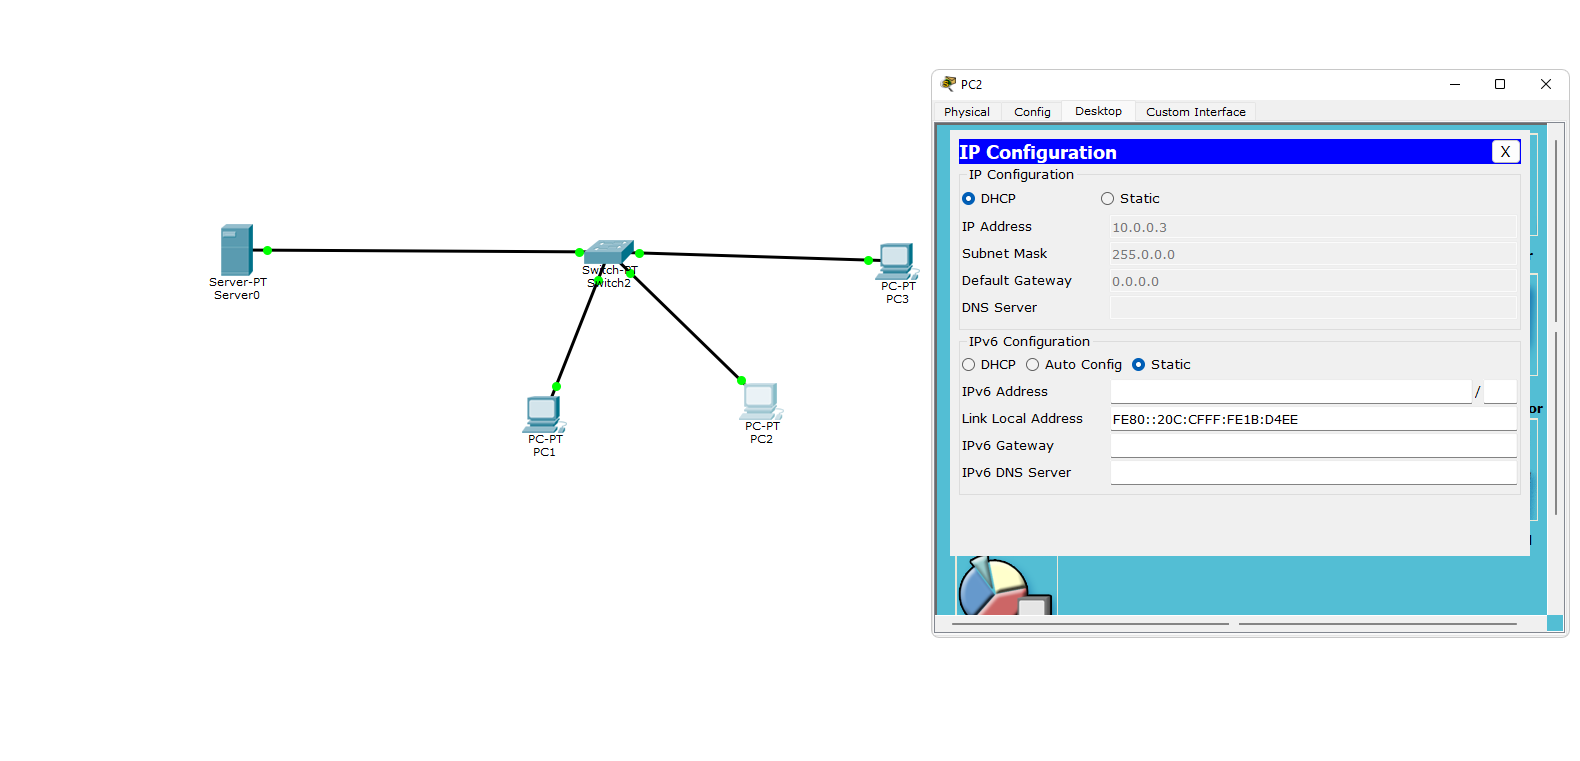 Server-PT
Server0
Switch-PT
Switch2
PC-PT
PC3
PC-PT
PC1
PC-PT
PC2
PC2
Physical
Config
Desktop
Custom Interface
IP Configuration
X
IP Configuration
DHCP
Static
IP Address
10.0.0.3
Subnet Mask
255.0.0.0
Default Gateway
0.0.0.0
DNS Server
IPv6 Configuration
DHCP
Auto Config
Static
IPv6 Address
/
Link Local Address
FE80::20C:CFFF:FE1B:D4EE
IPv6 Gateway
IPv6 DNS Server
or